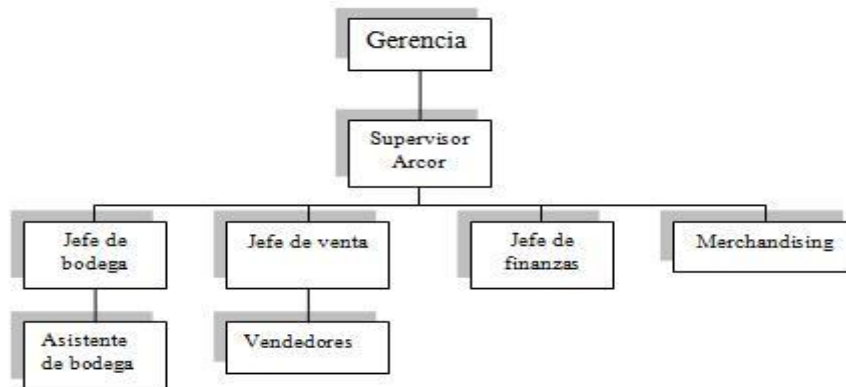 Gerencia
Supervisor
Arcor
Jefe de
bodega
Jefe de venta
Jefe de
finanzas
Merchandising
Asistente
de bodega
Vendedores